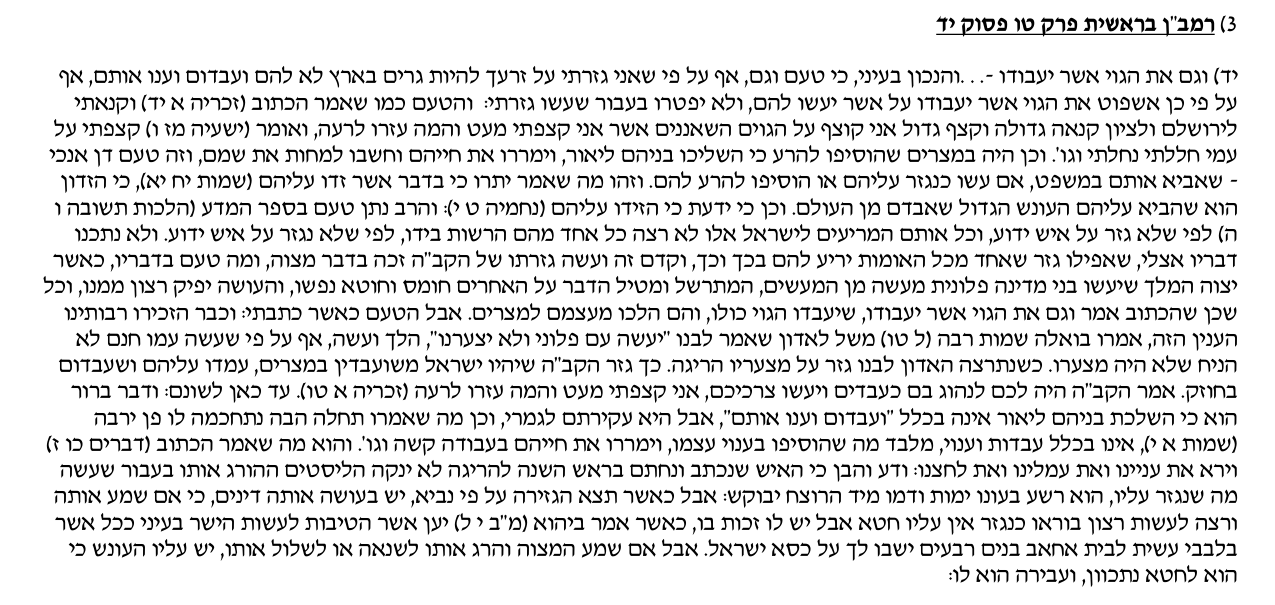 3) רמב"ן בראשית פרק טו פסוק יד
יד) וגם את הגוי אשר יעבודו -. . .והנכון בעיני, כי טעם וגם, אף על פי שאני גזרתי על זרעך להיות גרים בארץ לא להם ועבדום וענו אותם, אף
על פי כן אשפוט את הגוי אשר יעבודו על אשר יעשו להם, ולא יפטרו בעבור שעשו גזרתי: והטעם כמו שאמר הכתוב (זכריה א יד) וקנאתי
לירושלם ולציון קנאה גדולה וקצף גדול אני קוצף על הגוים השאננים אשר אני קצפתי מעט והמה עזרו לרעה, ואומר (ישעיה מז ו) קצפתי על
עמי חללתי נחלתי וגו'. וכן היה במצרים שהוסיפו להרע כי השליכו בניהם ליאור, וימררו את חייהם וחשבו למחות את שמם, וזה טעם דן אנכי
- שאביא אותם במשפט, אם עשו כנגזר עליהם או הוסיפו להרע להם. וזהו מה שאמר יתרו כי בדבר אשר זדו עליהם (שמות יח יא), כי הזדון
הוא שהביא עליהם העונש הגדול שאבדם מן העולם. וכן כי ידעת כי הזידו עליהם (נחמיה ט י): והרב נתן טעם בספר המדע (הלכות תשובה ו
ה) לפי שלא גזר על איש ידוע, וכל אותם המריעים לישראל אלו לא רצה כל אחד מהם הרשות בידו, לפי שלא נגזר על איש ידוע. ולא נתכנו
דבריו אצלי, שאפילו גזר שאחד מכל האומות יריע להם בכך וכך, וקדם זה ועשה גזרתו של הקב"ה זכה בדבר מצוה, ומה טעם בדבריו, כאשר
יצוה המלך שיעשו בני מדינה פלונית מעשה מן המעשים, המתרשל ומטיל הדבר על האחרים חומס וחוטא נפשו, והעושה יפיק רצון ממנו, וכל
שכן שהכתוב אמר וגם את הגוי אשר יעבודו, שיעבדו הגוי כולו, והם הלכו מעצמם למצרים. אבל הטעם כאשר כתבתי: וכבר הזכירו רבותינו
הענין הזה, אמרו בואלה שמות רבה (ל טו) משל לאדון שאמר לבנו "יעשה עם פלוני ולא יצערנו", הלך ועשה, אף על פי שעשה עמו חנם לא
הניח שלא היה מצערו. כשנתרצה האדון לבנו גזר על מצעריו הריגה. כך גזר הקב"ה שיהיו ישראל משועבדין במצרים, עמדו עליהם ושעבדום
בחוזק. אמר הקב"ה היה לכם לנהוג בם כעבדים ויעשו צרכיכם, אני קצפתי מעט והמה עזרו לרעה (זכריה א טו). עד כאן לשונם: ודבר ברור
הוא כי השלכת בניהם ליאור אינה בכלל "ועבדום וענו אותם", אבל היא עקירתם לגמרי, וכן מה שאמרו תחלה הבה נתחכמה לו פן ירבה
(שמות א י), אינו בכלל עבדות וענוי, מלבד מה שהוסיפו בענוי עצמו, וימררו את חייהם בעבודה קשה וגו'. והוא מה שאמר הכתוב (דברים כו ז)
וירא את עניינו ואת עמלינו ואת לחצנו: ודע והבן כי האיש שנכתב ונחתם בראש השנה להריגה לא ינקה הליסטים ההורג אותו בעבור שעשה
מה שנגזר עליו, הוא רשע בעונו ימות ודמו מיד הרוצח יבוקש: אבל כאשר תצא הגזירה על פי נביא, יש בעושה אותה דינים, כי אם שמע אותה
ורצה לעשות רצון בוראו כנגזר אין עליו חטא אבל יש לו זכות בו, כאשר אמר ביהוא (מ"ב י ל) יען אשר הטיבות לעשות הישר בעיני ככל אשר
בלבבי עשית לבית אחאב בנים רבעים ישבו לך על כסא ישראל. אבל אם שמע המצוה והרג אותו לשנאה או לשלול אותו, יש עליו העונש כי
הוא לחטא נתכוון, ועבירה הוא לו: